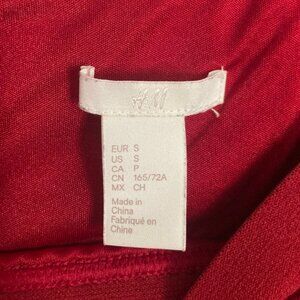 H&M
EUR S
US S
CA P
CN 165/72A
MX CH
Made in
China
Fabriqué en
Chine